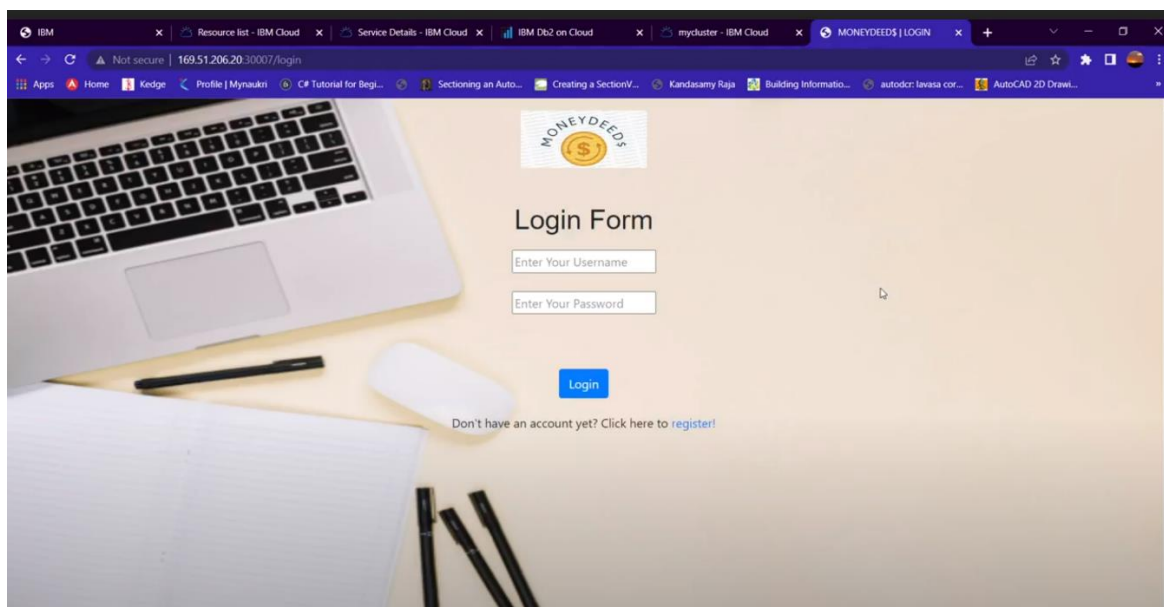 IBM
Resource list - IBM Cloud
Service Details - IBM Cloud
IBM Db2 on Cloud
mycluster - IBM Cloud
MONEYDEED$ | LOGIN
Not secure | 169.51.206.20:30007/login
Apps
Home
Kedge
Profile | Mynaukri
C# Tutorial for Begi...
Sectioning an Auto...
Creating a SectionV...
Kandasamy Raja
Building Informatio...
autodcr: lavasa cor...
AutoCAD 2D Drawi...
»
MONEYDEED$
$
Login Form
Enter Your Username
Enter Your Password
Login
Don't have an account yet? Click here to register!